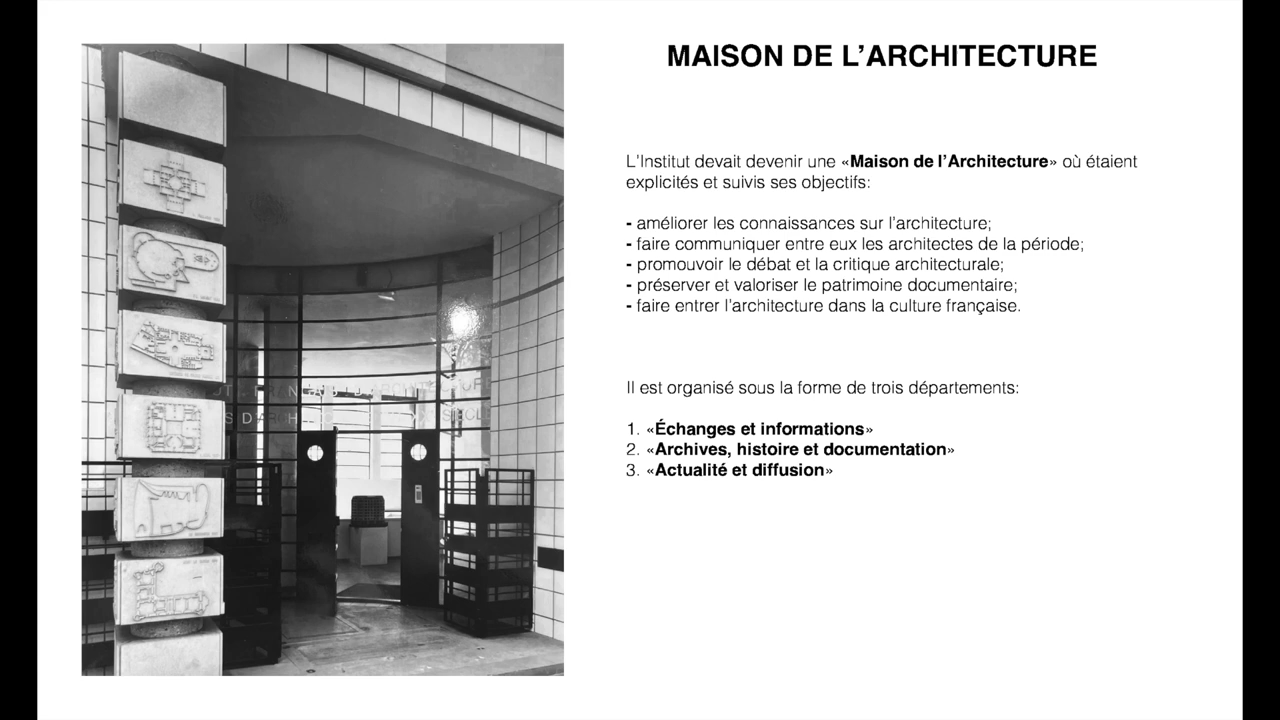 MAISON DE L’ARCHITECTURE
L'Institut devait devenir une «Maison de l’Architecture» où étaient
explicités et suivis ses objectifs:
- améliorer les connaissances sur l'architecture;
- faire communiquer entre eux les architectes de la période;
- promouvoir le débat et la critique architecturale;
- préserver et valoriser le patrimoine documentaire;
- faire entrer l'architecture dans la culture française.
Il est organisé sous la forme de trois départements:
1. «Échanges et informations»
2. «Archives, histoire et documentation»
3. «Actualité et diffusion»